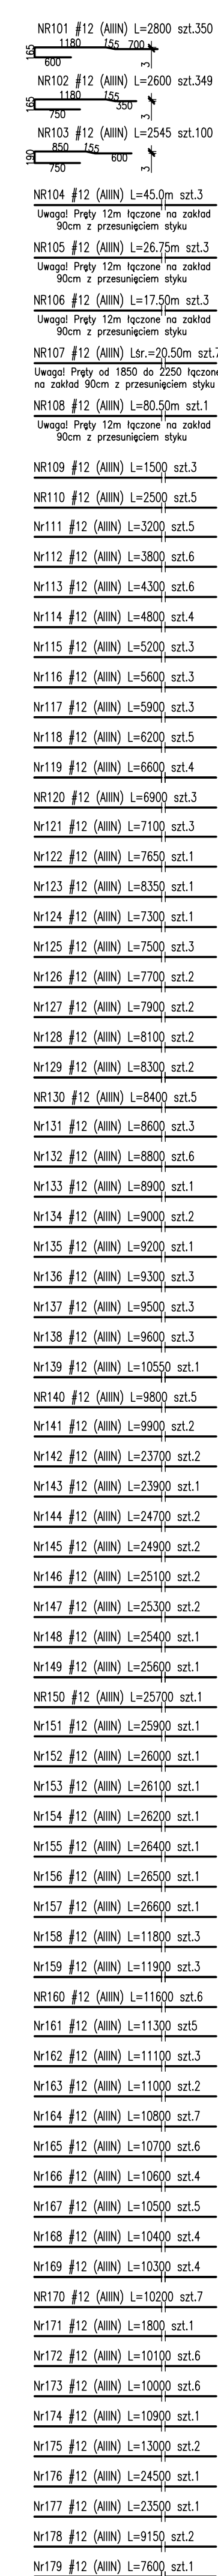 NR101 #12 (AIIIN) L=2800 szt.350
1180 155 700
165
600
3
NR102 #12 (AIIIN) L=2600 szt.349
1180 155
165
350
750
3
NR103 #12 (AIIIN) L=2545 szt.100
850 155
190
600
750
3
NR104 #12 (AIIIN) L=45.0m szt.3
Uwaga! Pręty 12m łączone na zakład
90cm z przesunięciem styku
NR105 #12 (AIIIN) L=26.75m szt.3
Uwaga! Pręty 12m łączone na zakład
90cm z przesunięciem styku
NR106 #12 (AIIIN) L=17.50m szt.3
Uwaga! Pręty 12m łączone na zakład
90cm z przesunięciem styku
NR107 #12 (AIIIN) Lśr.=20.50m szt.7
Uwaga! Pręty od 1850 do 2250 łączone
na zakład 90cm z przesunięciem styku
NR108 #12 (AIIIN) L=80.50m szt.1
Uwaga! Pręty 12m łączone na zakład
90cm z przesunięciem styku
NR109 #12 (AIIIN) L=1500 szt.3
NR110 #12 (AIIIN) L=2500 szt.5
Nr111 #12 (AIIIN) L=3200 szt.5
Nr112 #12 (AIIIN) L=3800 szt.6
Nr113 #12 (AIIIN) L=4300 szt.6
Nr114 #12 (AIIIN) L=4800 szt.4
Nr115 #12 (AIIIN) L=5200 szt.3
Nr116 #12 (AIIIN) L=5600 szt.3
Nr117 #12 (AIIIN) L=5900 szt.3
Nr118 #12 (AIIIN) L=6200 szt.5
Nr119 #12 (AIIIN) L=6600 szt.4
NR120 #12 (AIIIN) L=6900 szt.3
Nr121 #12 (AIIIN) L=7100 szt.3
Nr122 #12 (AIIIN) L=7650 szt.1
Nr123 #12 (AIIIN) L=8350 szt.1
Nr124 #12 (AIIIN) L=7300 szt.1
Nr125 #12 (AIIIN) L=7500 szt.3
Nr126 #12 (AIIIN) L=7700 szt.2
Nr127 #12 (AIIIN) L=7900 szt.2
Nr128 #12 (AIIIN) L=8100 szt.2
Nr129 #12 (AIIIN) L=8300 szt.2
NR130 #12 (AIIIN) L=8400 szt.5
Nr131 #12 (AIIIN) L=8600 szt.3
Nr132 #12 (AIIIN) L=8800 szt.6
Nr133 #12 (AIIIN) L=8900 szt.1
Nr134 #12 (AIIIN) L=9000 szt.2
Nr135 #12 (AIIIN) L=9200 szt.1
Nr136 #12 (AIIIN) L=9300 szt.3
Nr137 #12 (AIIIN) L=9500 szt.3
Nr138 #12 (AIIIN) L=9600 szt.3
Nr139 #12 (AIIIN) L=10550 szt.1
NR140 #12 (AIIIN) L=9800 szt.5
Nr141 #12 (AIIIN) L=9900 szt.2
Nr142 #12 (AIIIN) L=23700 szt.2
Nr143 #12 (AIIIN) L=23900 szt.1
Nr144 #12 (AIIIN) L=24700 szt.2
Nr145 #12 (AIIIN) L=24900 szt.2
Nr146 #12 (AIIIN) L=25100 szt.2
Nr147 #12 (AIIIN) L=25300 szt.2
Nr148 #12 (AIIIN) L=25400 szt.1
Nr149 #12 (AIIIN) L=25600 szt.1
NR150 #12 (AIIIN) L=25700 szt.1
Nr151 #12 (AIIIN) L=25900 szt.1
Nr152 #12 (AIIIN) L=26000 szt.1
Nr153 #12 (AIIIN) L=26100 szt.1
Nr154 #12 (AIIIN) L=26200 szt.1
Nr155 #12 (AIIIN) L=26400 szt.1
Nr156 #12 (AIIIN) L=26500 szt.1
Nr157 #12 (AIIIN) L=26600 szt.1
Nr158 #12 (AIIIN) L=11800 szt.3
Nr159 #12 (AIIIN) L=11900 szt.3
NR160 #12 (AIIIN) L=11600 szt.6
Nr161 #12 (AIIIN) L=11300 szt5
Nr162 #12 (AIIIN) L=11100 szt.3
Nr163 #12 (AIIIN) L=11000 szt.2
Nr164 #12 (AIIIN) L=10800 szt.7
Nr165 #12 (AIIIN) L=10700 szt.6
Nr166 #12 (AIIIN) L=10600 szt.4
Nr167 #12 (AIIIN) L=10500 szt.5
Nr168 #12 (AIIIN) L=10400 szt.4
Nr169 #12 (AIIIN) L=10300 szt.4
NR170 #12 (AIIIN) L=10200 szt.7
Nr171 #12 (AIIIN) L=1800 szt.1
Nr172 #12 (AIIIN) L=10100 szt.6
Nr173 #12 (AIIIN) L=10000 szt.6
Nr174 #12 (AIIIN) L=10900 szt.1
Nr175 #12 (AIIIN) L=13000 szt.2
Nr176 #12 (AIIIN) L=24500 szt.1
Nr177 #12 (AIIIN) L=23500 szt.1
Nr178 #12 (AIIIN) L=9150 szt.2
Nr179 #12 (AIIIN) L=7600 szt.1